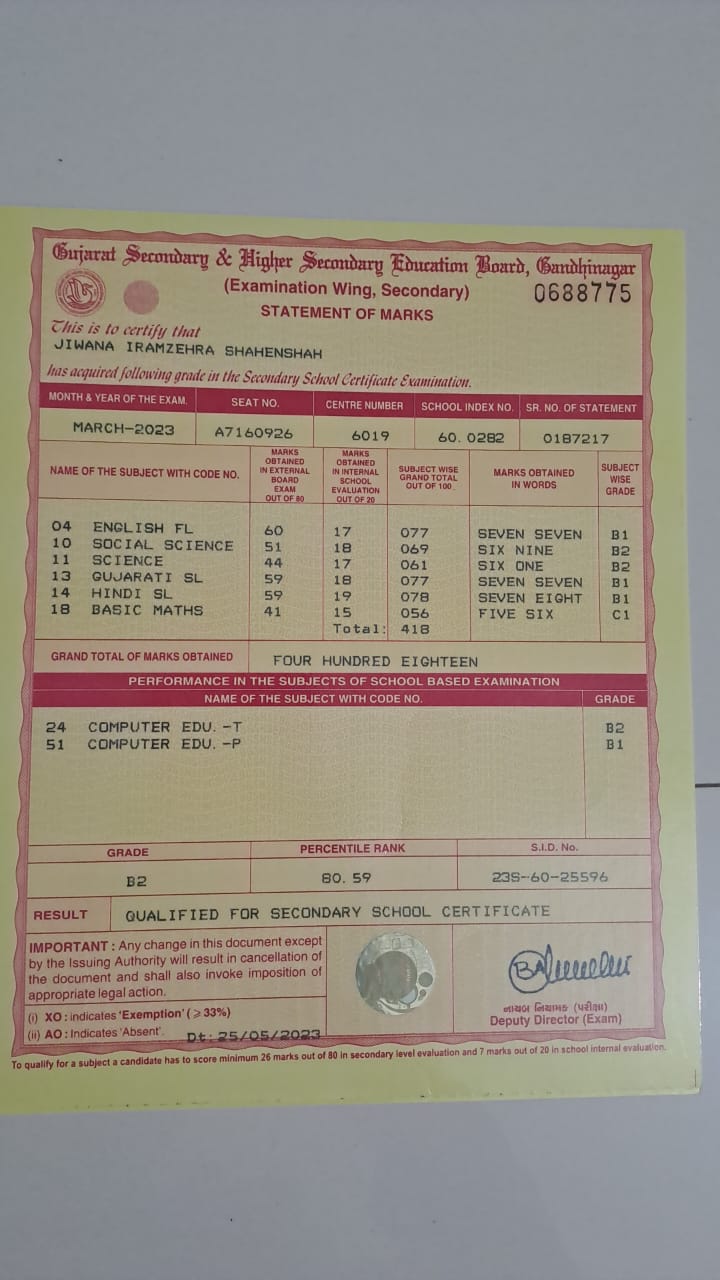 Gujarat Secondary & Higher Secondary Education Board, Gandhinagar
(Examination Wing, Secondary)
0688775
STATEMENT OF MARKS
This is to certify that
JIWANA IRAMZEHRA SHAHENSHAH
has acquired following grade in the Secondary School Certificate Examination.
MONTH & YEAR OF THE EXAM. SEAT NO. CENTRE NUMBER SCHOOL INDEX NO. SR. NO. OF STATEMENT
MARCH-2023 A7160926 6019 60. 0282 0187217
NAME OF THE SUBJECT WITH CODE NO. MARKS OBTAINED IN EXTERNAL BOARD EXAM OUT OF 80 MARKS OBTAINED IN INTERNAL SCHOOL EVALUATION OUT OF 20 SUBJECT WISE GRAND TOTAL OUT OF 100 MARKS OBTAINED IN WORDS SUBJECT WISE GRADE
04 ENGLISH FL 60 17 077 SEVEN SEVEN B1
10 SOCIAL SCIENCE 51 18 069 SIX NINE B2
11 SCIENCE 44 17 061 SIX ONE B2
13 GUJARATI SL 59 18 077 SEVEN SEVEN B1
14 HINDI SL 59 19 078 SEVEN EIGHT B1
18 BASIC MATHS 41 15 056 FIVE SIX C1
Total: 418
GRAND TOTAL OF MARKS OBTAINED FOUR HUNDRED EIGHTEEN
PERFORMANCE IN THE SUBJECTS OF SCHOOL BASED EXAMINATION
NAME OF THE SUBJECT WITH CODE NO. GRADE
24 COMPUTER EDU. -T B2
51 COMPUTER EDU. -P B1
GRADE PERCENTILE RANK S.I.D. No.
B2 80. 59 23S-60-25596
RESULT QUALIFIED FOR SECONDARY SCHOOL CERTIFICATE
IMPORTANT : Any change in this document except
by the Issuing Authority will result in cancellation of
the document and shall also invoke imposition of
appropriate legal action.
(i) XO : indicates 'Exemption' (⩾ 33%)
(ii) AO : Indicates 'Absent'.
Dt: 25/05/2023
નાયબ નિયામક (પરીક્ષા)
Deputy Director (Exam)
To qualify for a subject a candidate has to score minimum 26 marks out of 80 in secondary level evaluation and 7 marks out of 20 in school internal evaluation.